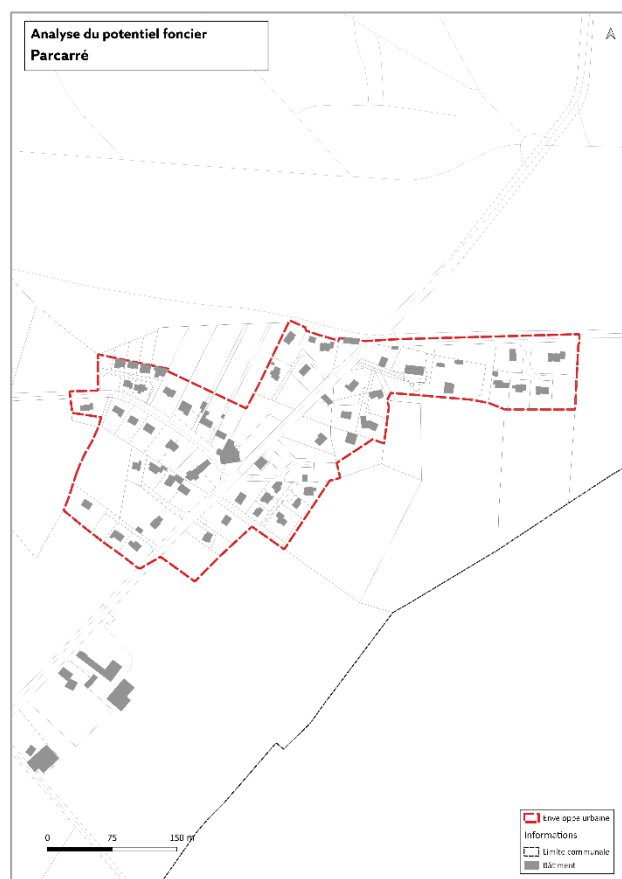 Analyse du potentiel foncier
Parcarré
0 75 150 m
Enveloppe urbaine
Informations
Limite communale
Bâtiment